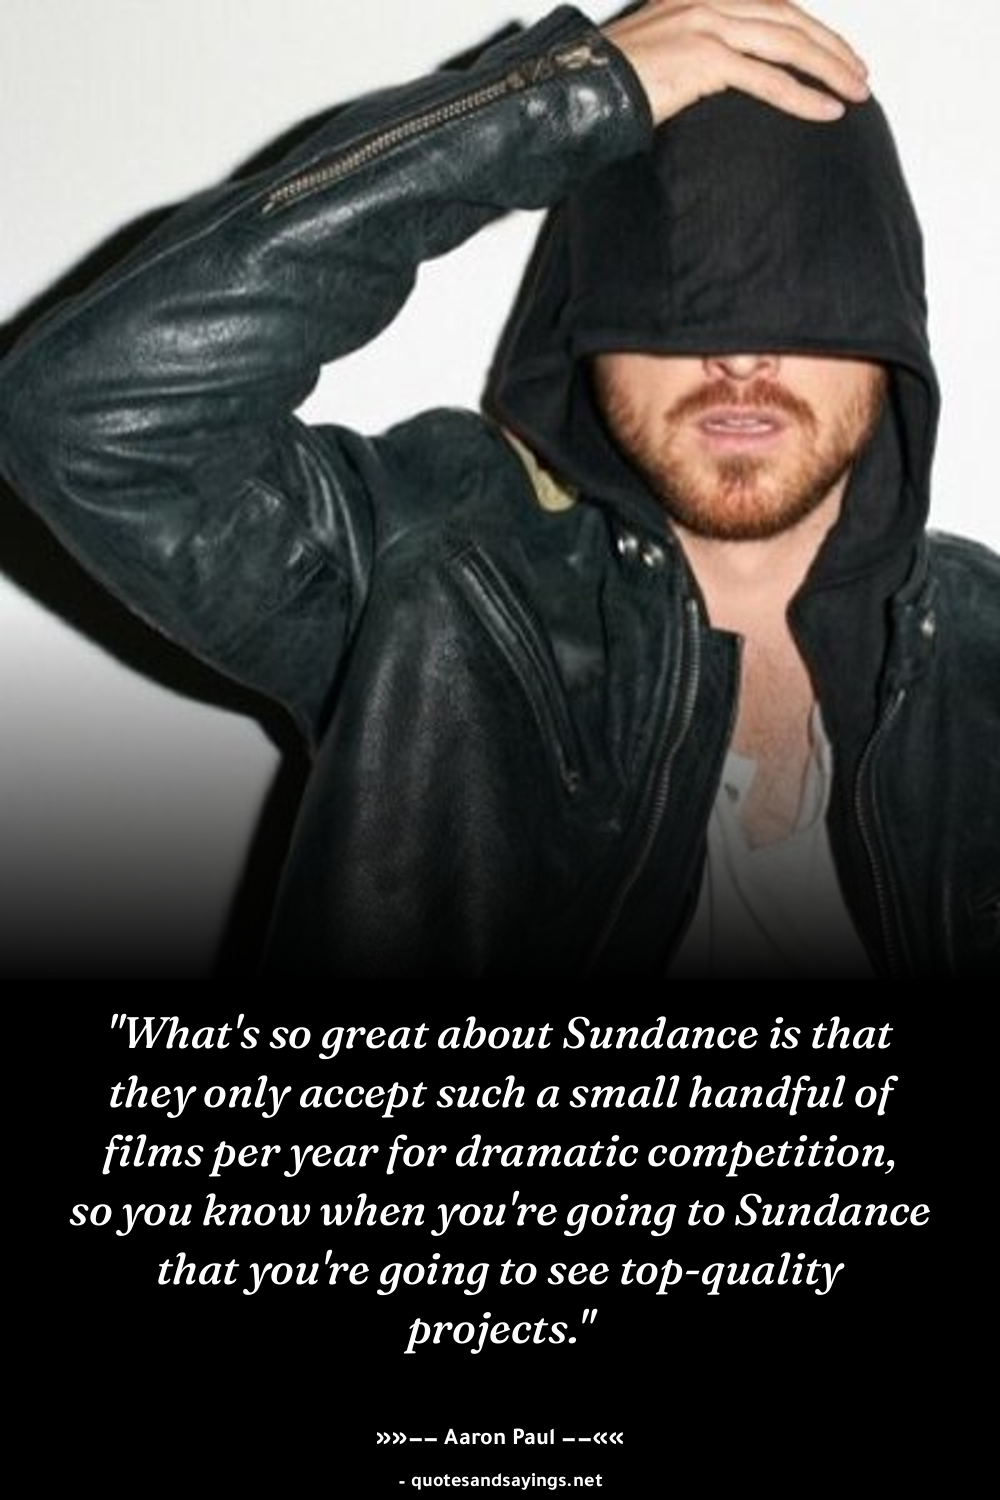 "What's so great about Sundance is that
they only accept such a small handful of
films per year for dramatic competition,
so you know when you're going to Sundance
that you're going to see top-quality
projects."
»»–– Aaron Paul ––««
- quotesandsayings.net